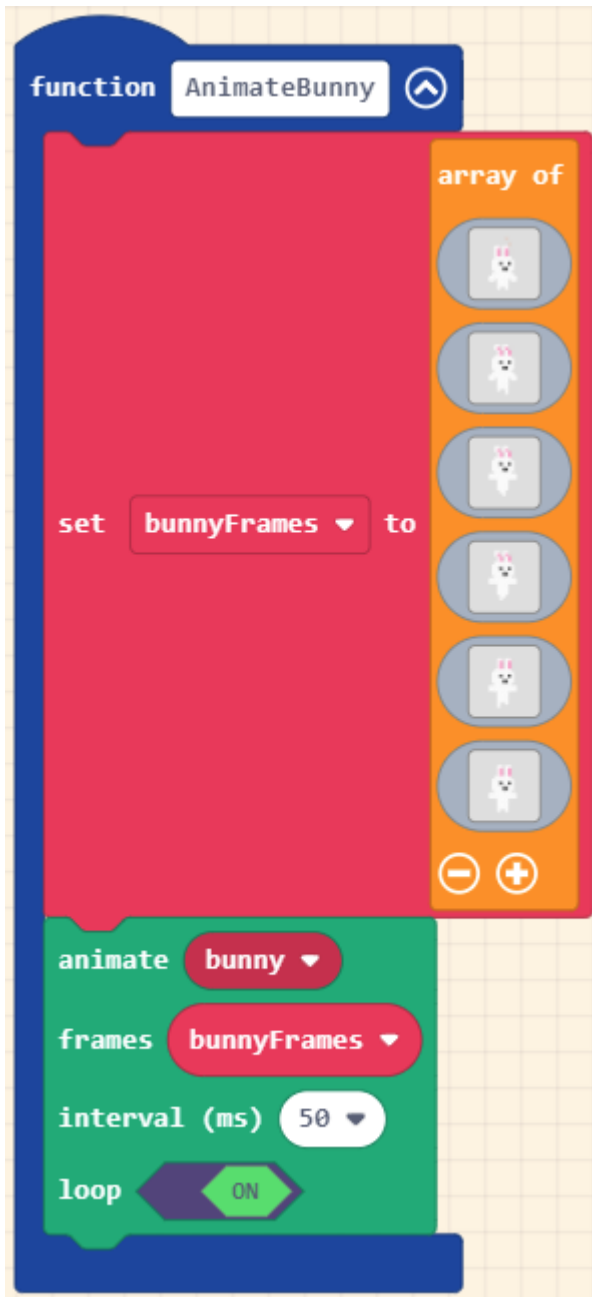 function AnimateBunny
array of
set bunnyFrames to
animate bunny
frames bunnyFrames
interval (ms) 50
loop ON